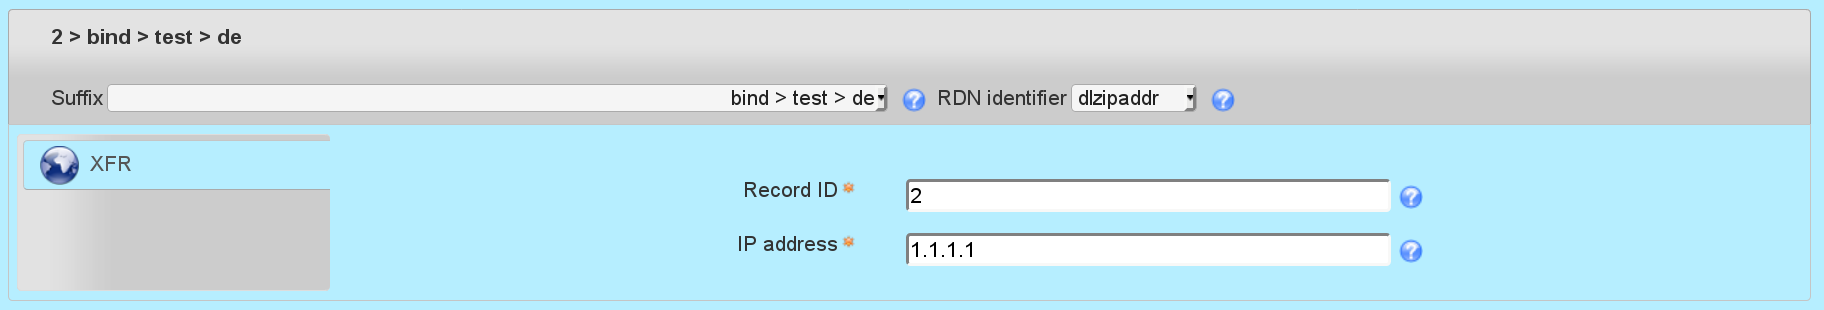 2 > bind > test > de
Suffix bind > test > de RDN identifier dlzipaddr
XFR
Record ID 2
IP address 1.1.1.1